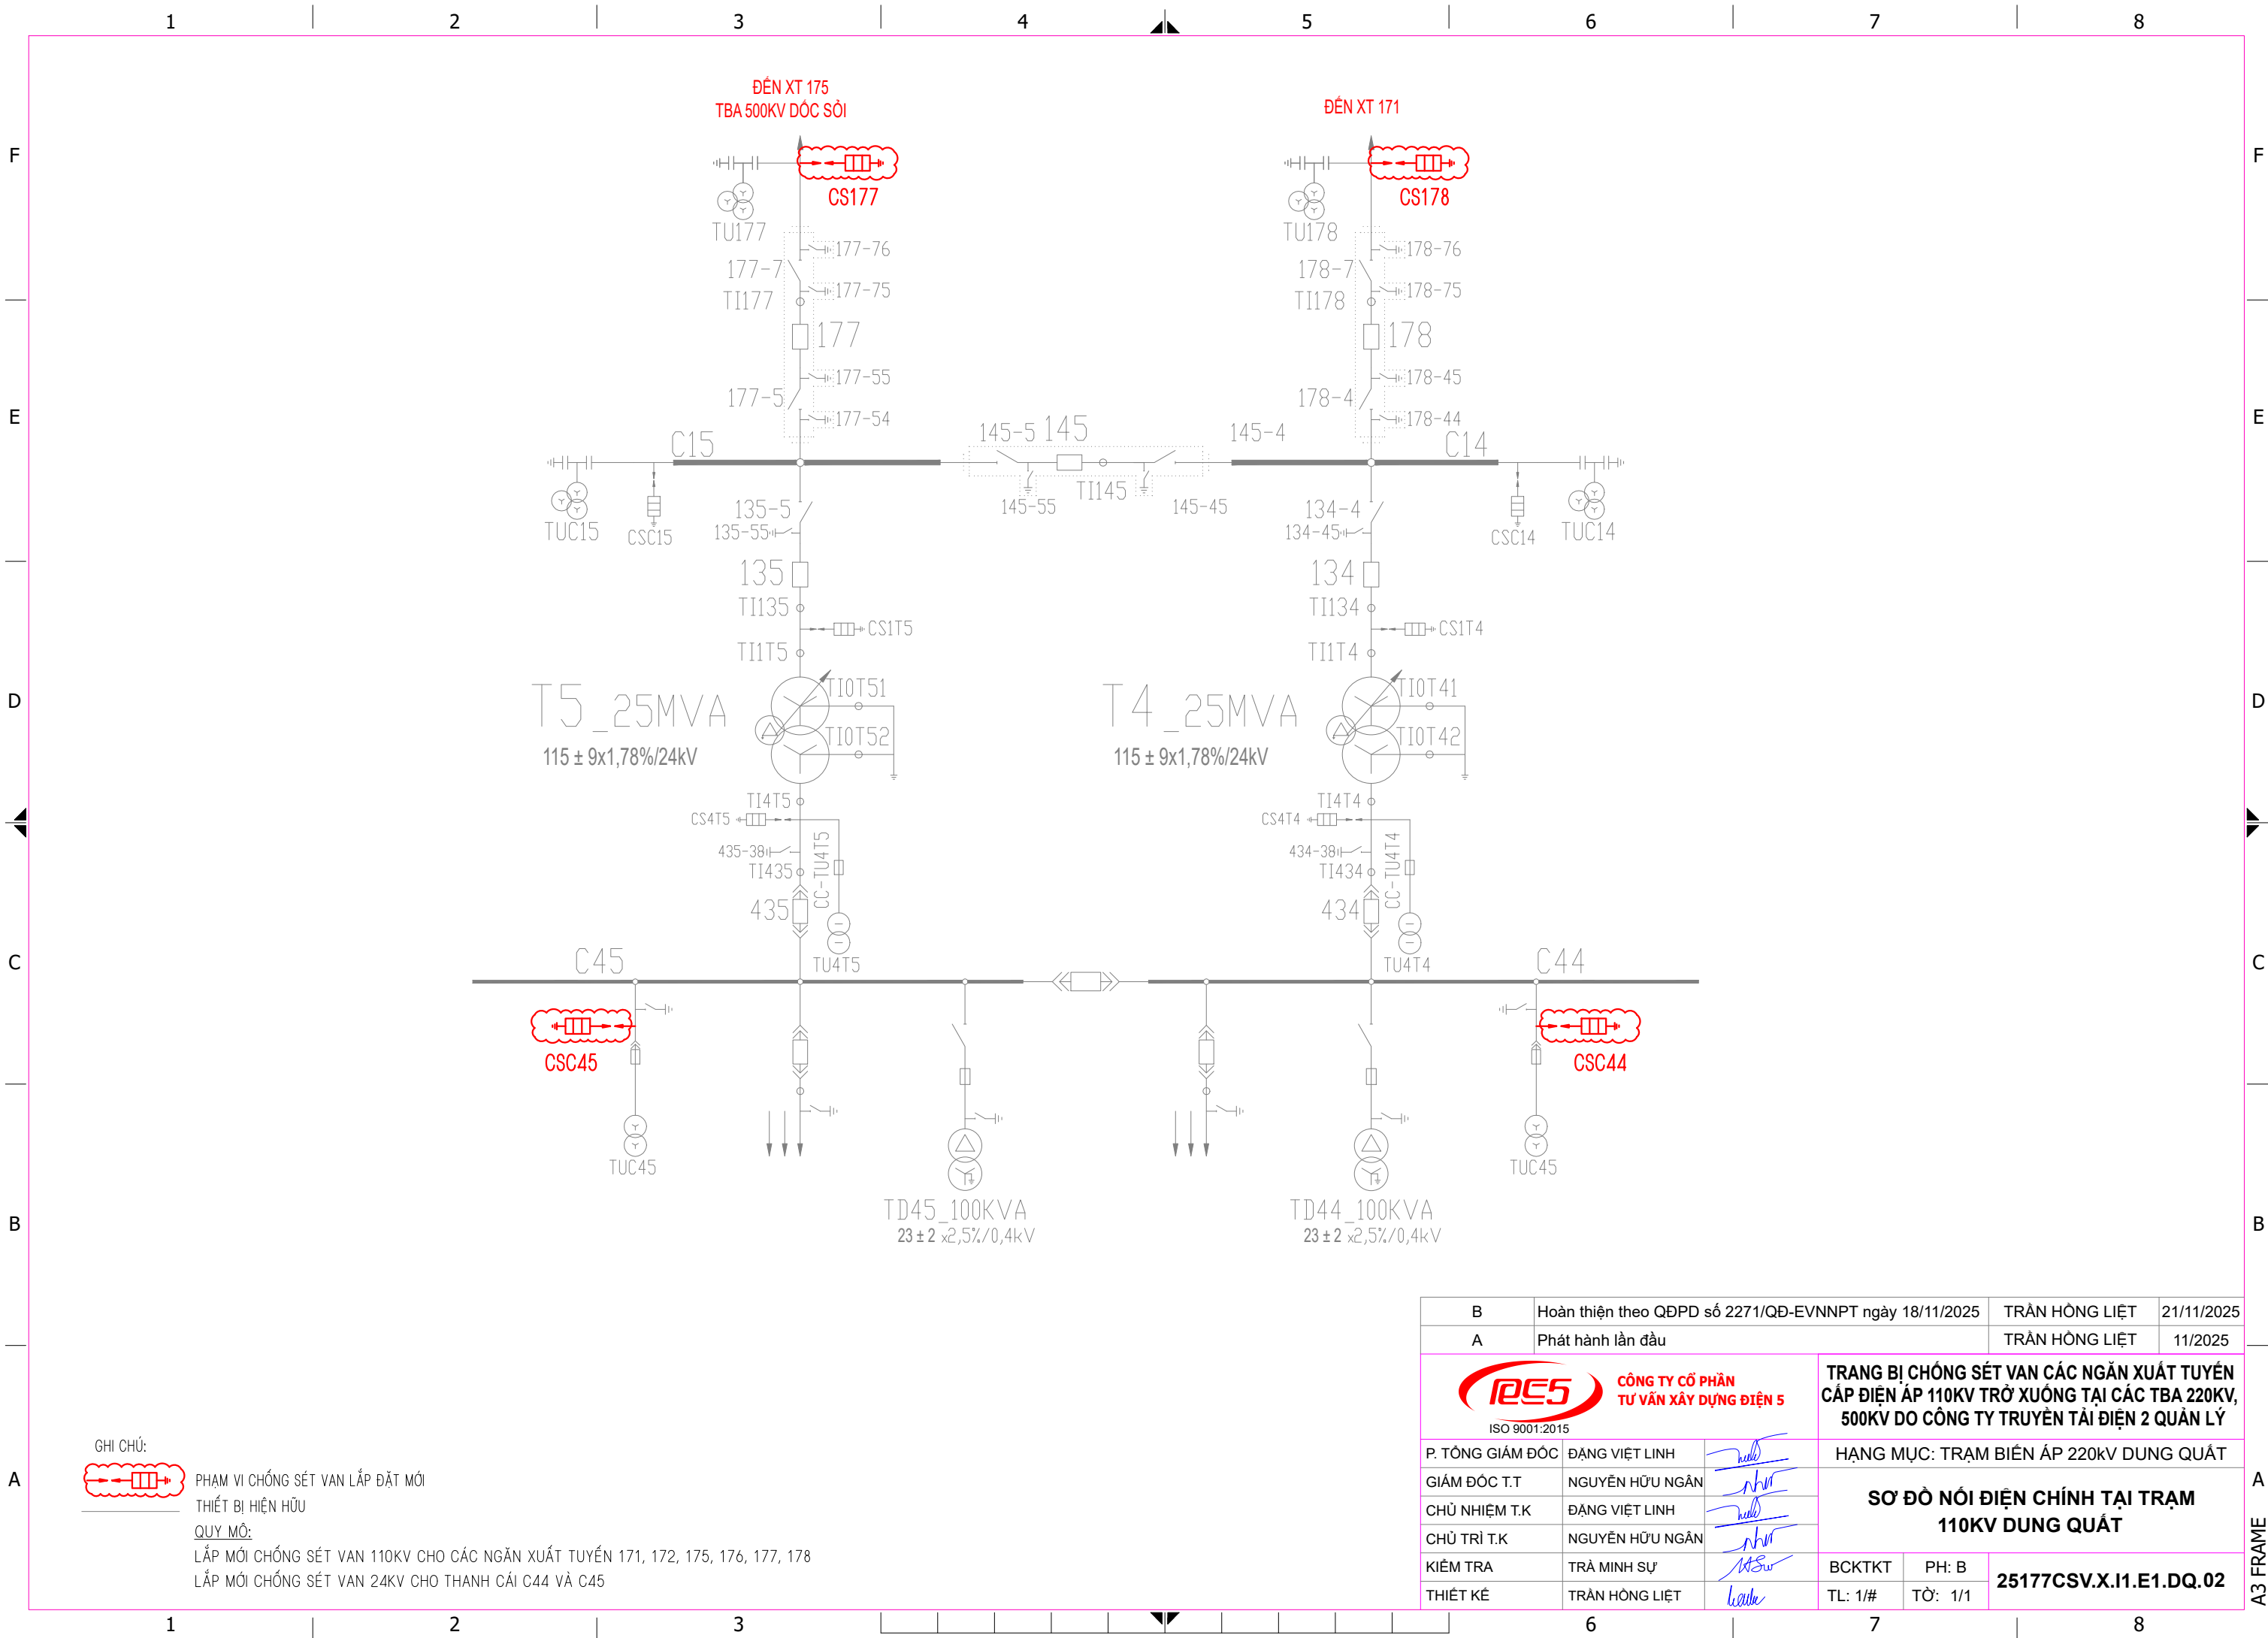 1 2 3 4 5 6 7 8
ĐẾN XT 175
TBA 500KV DỐC SỎI
ĐẾN XT 171
F F
CS177 CS178
TU177 TU178
177-76 178-76
177-7 178-7
177-75 178-75
TI177 TI178
177 178
177-55 178-45
177-5 178-4
177-54 178-44
E E
C15 145-5 145 145-4 C14
TI145
145-55 145-45
TUC15 CSC15 CSC14 TUC14
135-5 134-4
135-55 134-45
135 134
TI135 TI134
CS1T5 CS1T4
TI1T5 TI1T4
D D
T5_25MVA TI0T51 T4_25MVA TI0T41
TI0T52 TI0T42
115 ± 9x1,78%/24kV 115 ± 9x1,78%/24kV
TI4T5 TI4T4
CS4T5 CS4T4
435-38 CC-TU4T5 434-38 CC-TU4T4
TI435 TI434
435 434
C C
C45 TU4T5 TU4T4 C44
CSC45 CSC44
TUC45 TUC45
TD45_100KVA TD44_100KVA
23 ± 2 x2,5%/0,4kV 23 ± 2 x2,5%/0,4kV
B B
B Hoàn thiện theo QĐPD số 2271/QĐ-EVNNPT ngày 18/11/2025 TRẦN HỒNG LIỆT 21/11/2025
A Phát hành lần đầu TRẦN HỒNG LIỆT 11/2025
PEC5
CÔNG TY CỔ PHẦN
TƯ VẤN XÂY DỰNG ĐIỆN 5
ISO 9001:2015
TRANG BỊ CHỐNG SÉT VAN CÁC NGĂN XUẤT TUYẾN
CẤP ĐIỆN ÁP 110KV TRỞ XUỐNG TẠI CÁC TBA 220KV,
500KV DO CÔNG TY TRUYỀN TẢI ĐIỆN 2 QUẢN LÝ
P. TỔNG GIÁM ĐỐC ĐẶNG VIỆT LINH
GIÁM ĐỐC T.T NGUYỄN HỮU NGÂN
CHỦ NHIỆM T.K ĐẶNG VIỆT LINH
CHỦ TRÌ T.K NGUYỄN HỮU NGÂN
KIỂM TRA TRÀ MINH SỰ
THIẾT KẾ TRẦN HỒNG LIỆT
HẠNG MỤC: TRẠM BIẾN ÁP 220kV DUNG QUẤT
SƠ ĐỒ NỐI ĐIỆN CHÍNH TẠI TRẠM
110KV DUNG QUẤT
BCKTKT PH: B
TL: 1/# TỜ: 1/1
25177CSV.X.I1.E1.DQ.02
A A
A3 FRAME
GHI CHÚ:
PHẠM VI CHỐNG SÉT VAN LẮP ĐẶT MỚI
THIẾT BỊ HIỆN HỮU
QUY MÔ:
LẮP MỚI CHỐNG SÉT VAN 110KV CHO CÁC NGĂN XUẤT TUYẾN 171, 172, 175, 176, 177, 178
LẮP MỚI CHỐNG SÉT VAN 24KV CHO THANH CÁI C44 VÀ C45
1 2 3 6 7 8